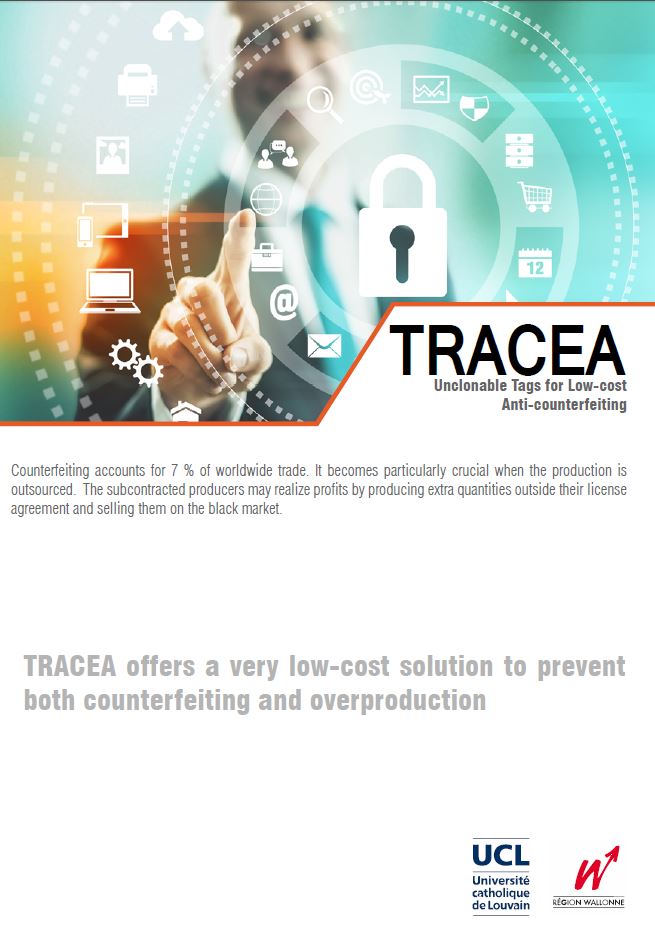 @
12
TRACEA
Unclonable Tags for Low-cost
Anti-counterfeiting
Counterfeiting accounts for 7 % of worldwide trade. It becomes particularly crucial when the production is
outsourced. The subcontracted producers may realize profits by producing extra quantities outside their license
agreement and selling them on the black market.
TRACEA offers a very low-cost solution to prevent
both counterfeiting and overproduction
UCL
Université
catholique
de Louvain
W
RÉGION WALLONNE